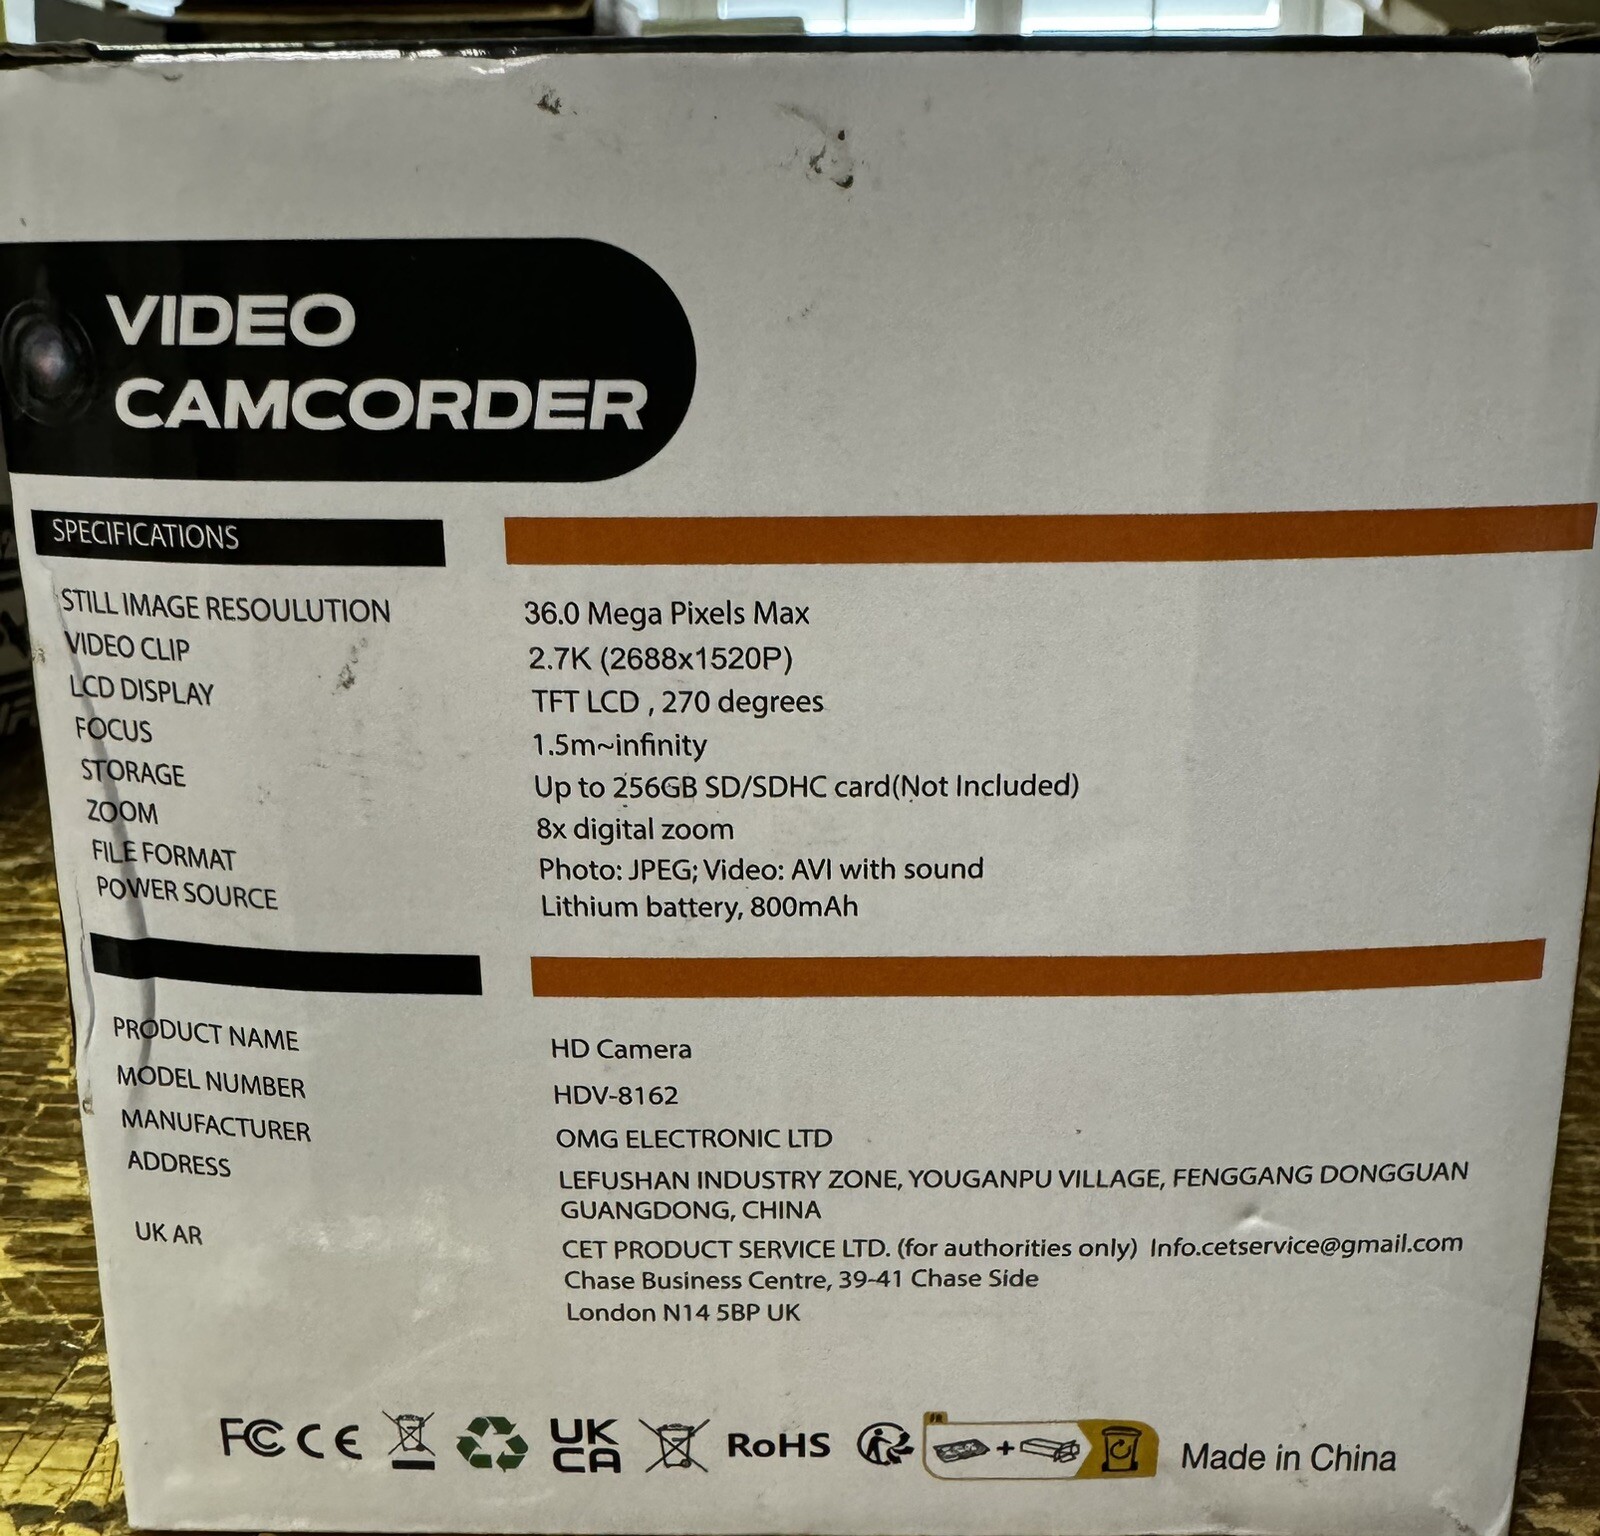 VIDEO
CAMCORDER
SPECIFICATIONS
STILL IMAGE RESOULUTION 36.0 Mega Pixels Max
VIDEO CLIP 2.7K (2688x1520P)
LCD DISPLAY TFT LCD , 270 degrees
FOCUS 1.5m~infinity
STORAGE Up to 256GB SD/SDHC card(Not Included)
ZOOM 8x digital zoom
FILE FORMAT Photo: JPEG; Video: AVI with sound
POWER SOURCE Lithium battery, 800mAh
PRODUCT NAME HD Camera
MODEL NUMBER HDV-8162
MANUFACTURER OMG ELECTRONIC LTD
ADDRESS LEFUSHAN INDUSTRY ZONE, YOUGANPU VILLAGE, FENGGANG DONGGUAN
GUANGDONG, CHINA
UK AR CET PRODUCT SERVICE LTD. (for authorities only) Info.cetservice@gmail.com
Chase Business Centre, 39-41 Chase Side
London N14 5BP UK
FC CE UK CA RoHS FR + Made in China